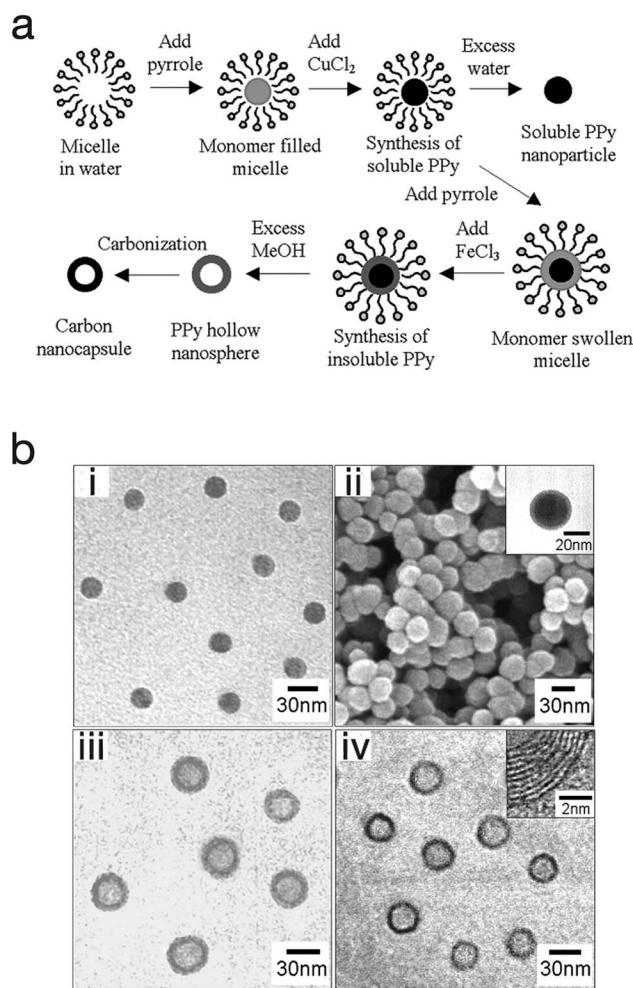 a
Add
pyrrole
Add
CuCl₂
Excess
water
Micelle
in water
Monomer filled
micelle
Synthesis of
soluble PPy
Soluble PPy
nanoparticle
Add pyrrole
Carbonization
Excess
MeOH
Add
FeCl₃
Carbon
nanocapsule
PPy hollow
nanosphere
Synthesis of
insoluble PPy
Monomer swollen
micelle
b
i
30nm
ii
20nm
30nm
iii
30nm
iv
2nm
30nm